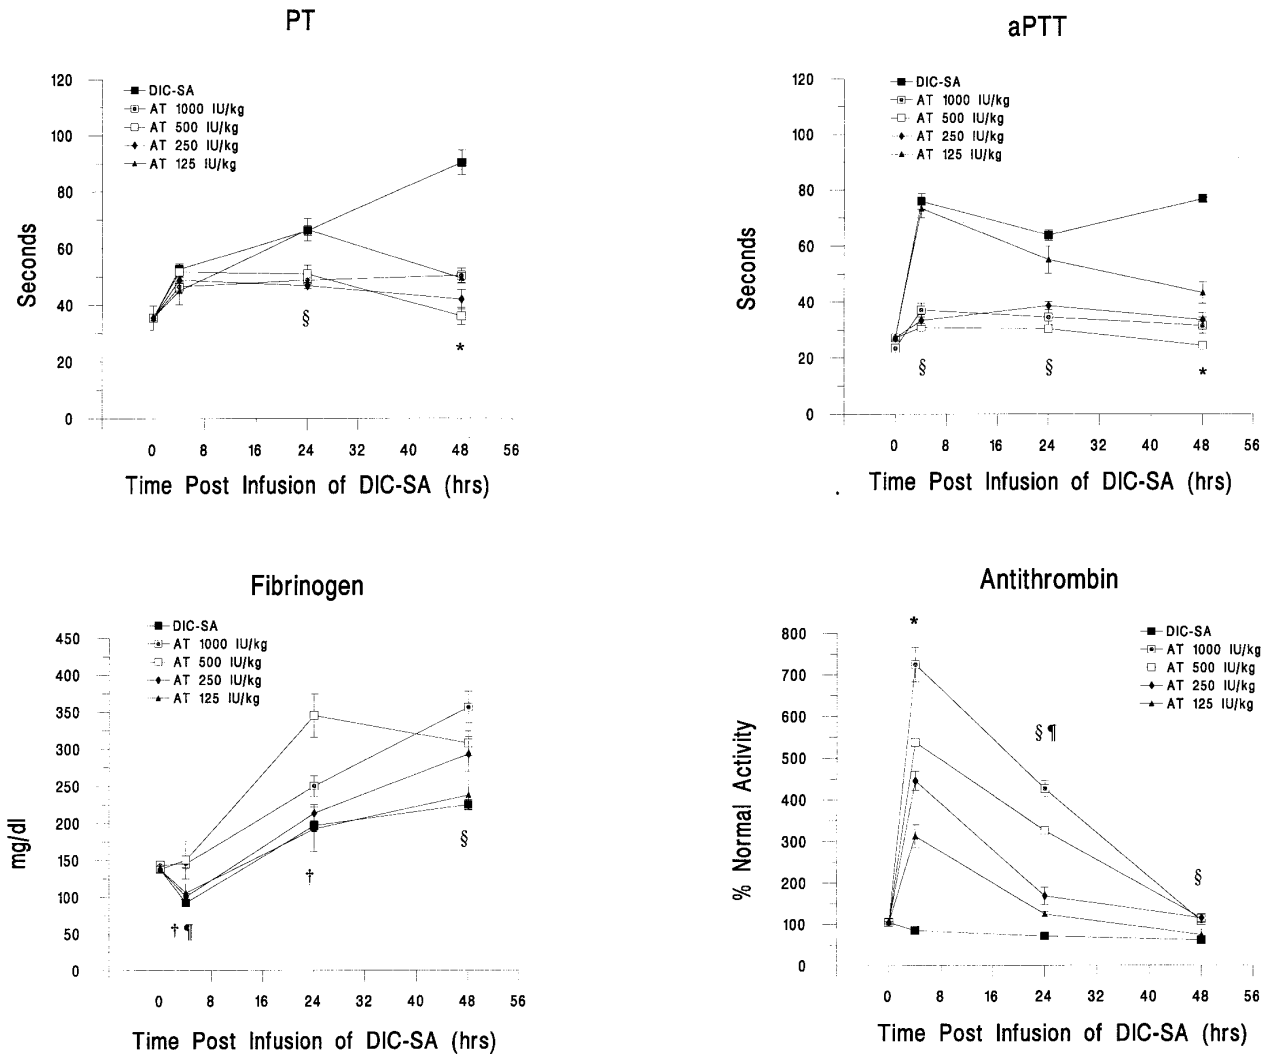 PT
120
100
80
60
40
20
0
Seconds
DIC-SA
AT 1000 IU/kg
AT 500 IU/kg
AT 250 IU/kg
AT 125 IU/kg
§
*
0 8 16 24 32 40 48 56
Time Post Infusion of DIC-SA (hrs)
aPTT
120
100
80
60
40
20
0
Seconds
DIC-SA
AT 1000 IU/kg
AT 500 IU/kg
AT 250 IU/kg
AT 125 IU/kg
§ § *
0 8 16 24 32 40 48 56
Time Post Infusion of DIC-SA (hrs)
Fibrinogen
450
400
350
300
250
200
150
100
50
0
mg/dl
DIC-SA
AT 1000 IU/kg
AT 500 IU/kg
AT 250 IU/kg
AT 125 IU/kg
§
†
† ¶
0 8 16 24 32 40 48 56
Time Post Infusion of DIC-SA (hrs)
Antithrombin
800
700
600
500
400
300
200
100
0
% Normal Activity
*
DIC-SA
AT 1000 IU/kg
AT 500 IU/kg
AT 250 IU/kg
AT 125 IU/kg
§ ¶
§
0 8 16 24 32 40 48 56
Time Post Infusion of DIC-SA (hrs)